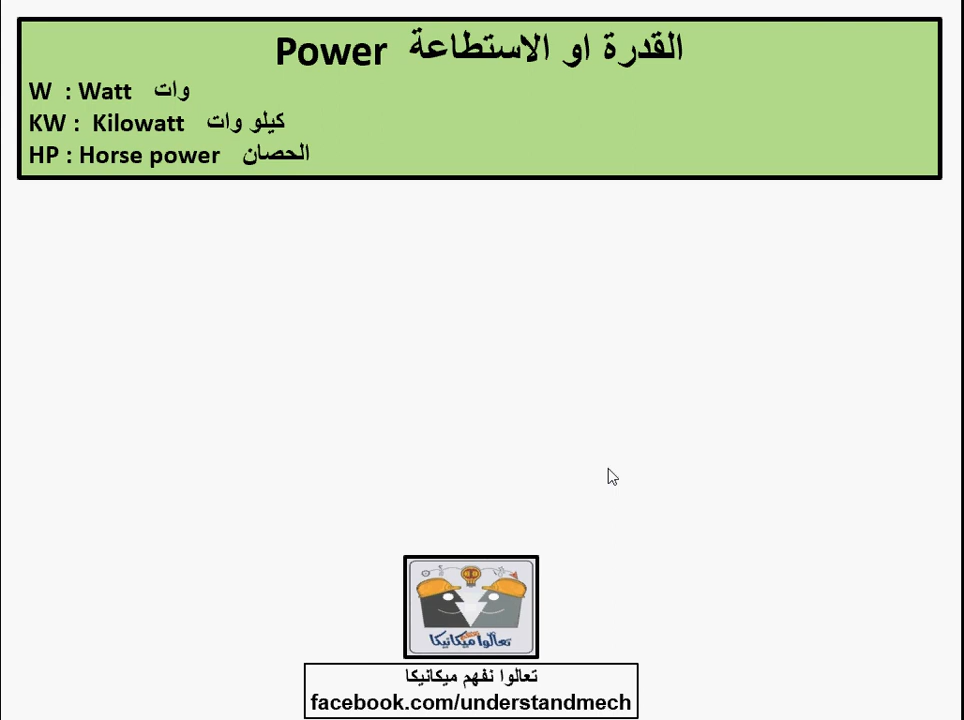 القدرة او الاستطاعة Power
W : Watt وات
KW : Kilowatt كيلو وات
HP : Horse power الحصان
تعالوا نفهم ميكانيكا
تعالوا نفهم ميكانيكا
facebook.com/understandmech